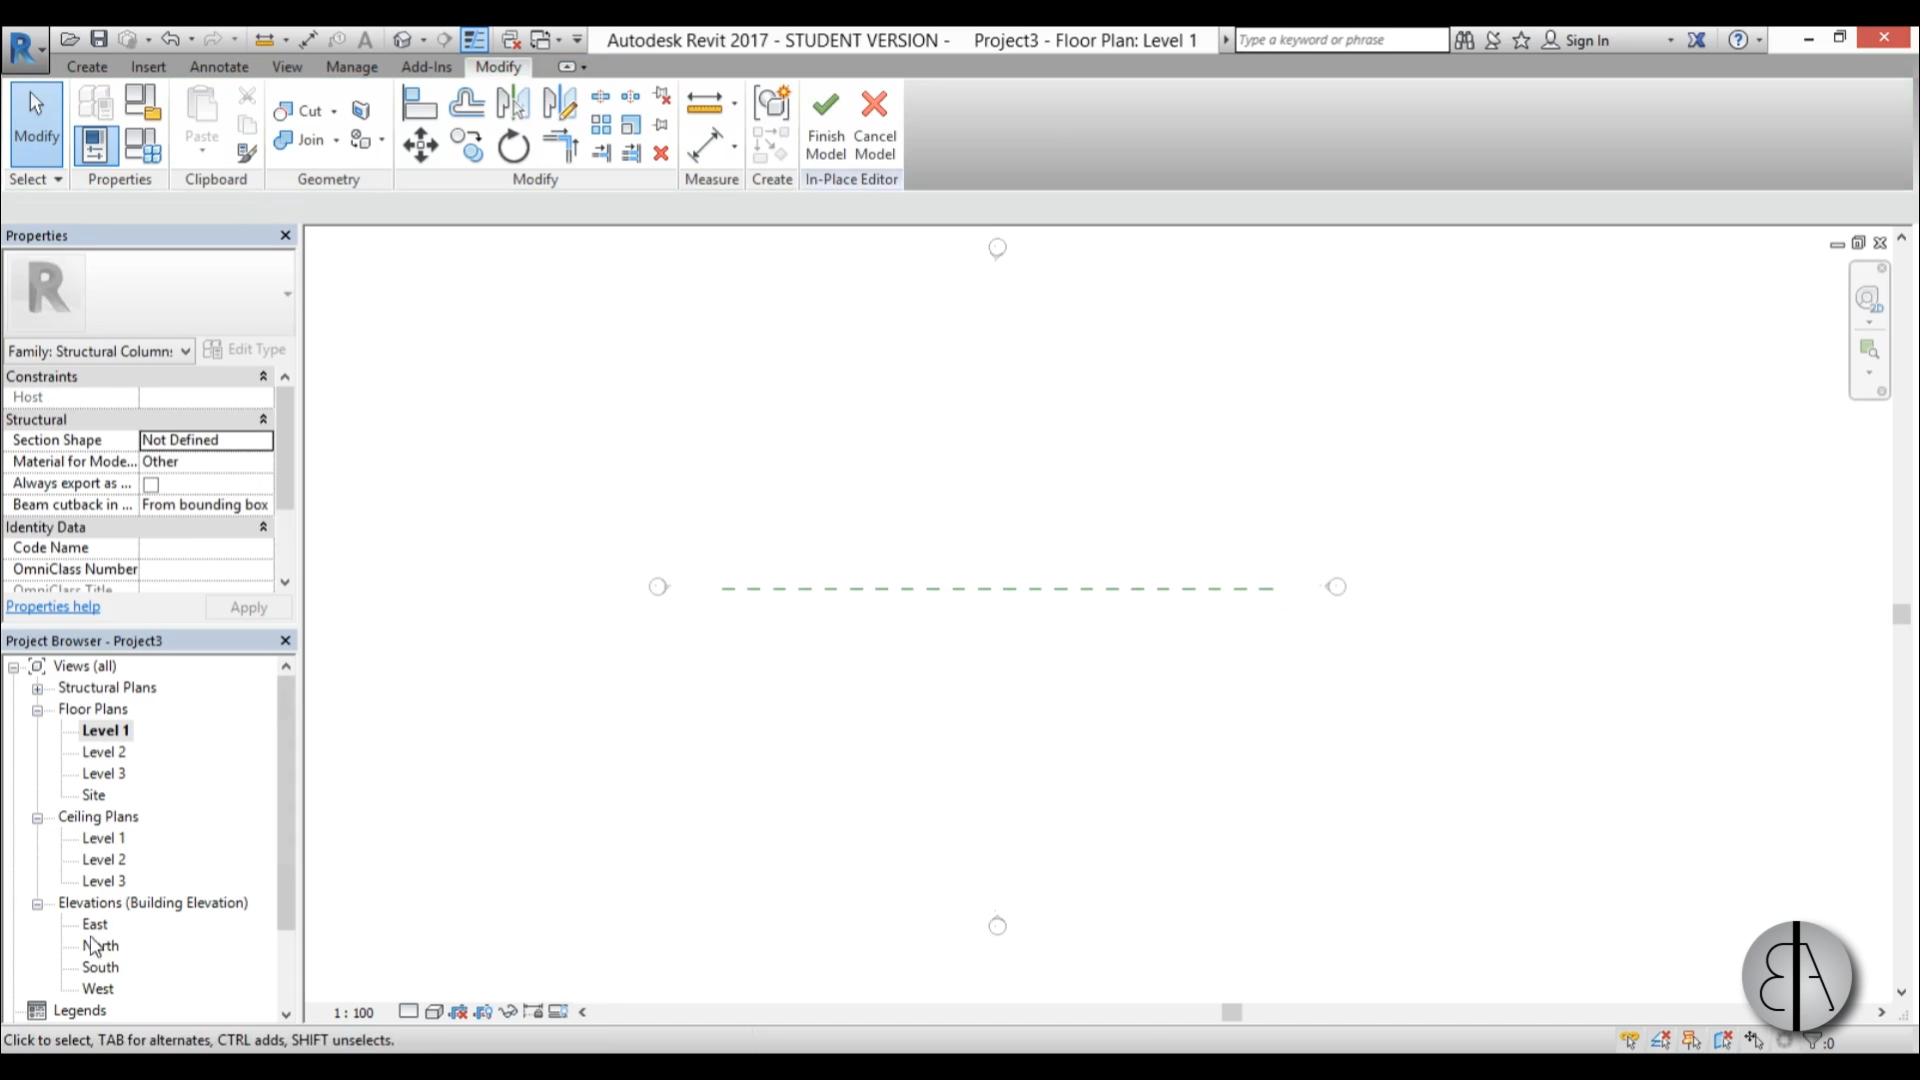 Autodesk Revit 2017 - STUDENT VERSION - Project3 - Floor Plan: Level 1
Type a keyword or phrase
Sign In
Create Insert Annotate View Manage Add-Ins Modify
Modify
Paste
Cut
Join
Finish Model
Cancel Model
Select Properties Clipboard Geometry Modify Measure Create In-Place Editor
Properties
Family: Structural Column:
Edit Type
Constraints
Host
Structural
Section Shape Not Defined
Material for Mode... Other
Always export as ...
Beam cutback in ... From bounding box
Identity Data
Code Name
OmniClass Number
OmniClass Title
Properties help
Apply
Project Browser - Project3
Views (all)
Structural Plans
Floor Plans
Level 1
Level 2
Level 3
Site
Ceiling Plans
Level 1
Level 2
Level 3
Elevations (Building Elevation)
East
North
South
West
Legends
2D
1 : 100
Click to select, TAB for alternates, CTRL adds, SHIFT unselects.
:0